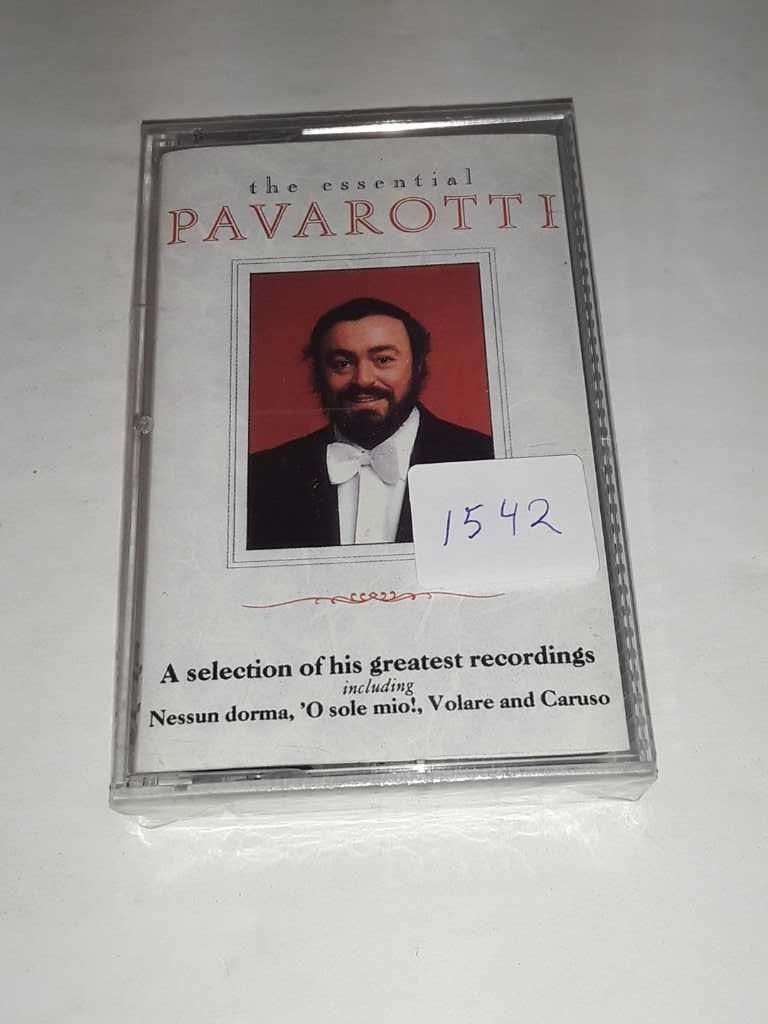 the essential
PAVAROTTI
1542
A selection of his greatest recordings
including
Nessun dorma, 'O sole mio!, Volare and Caruso